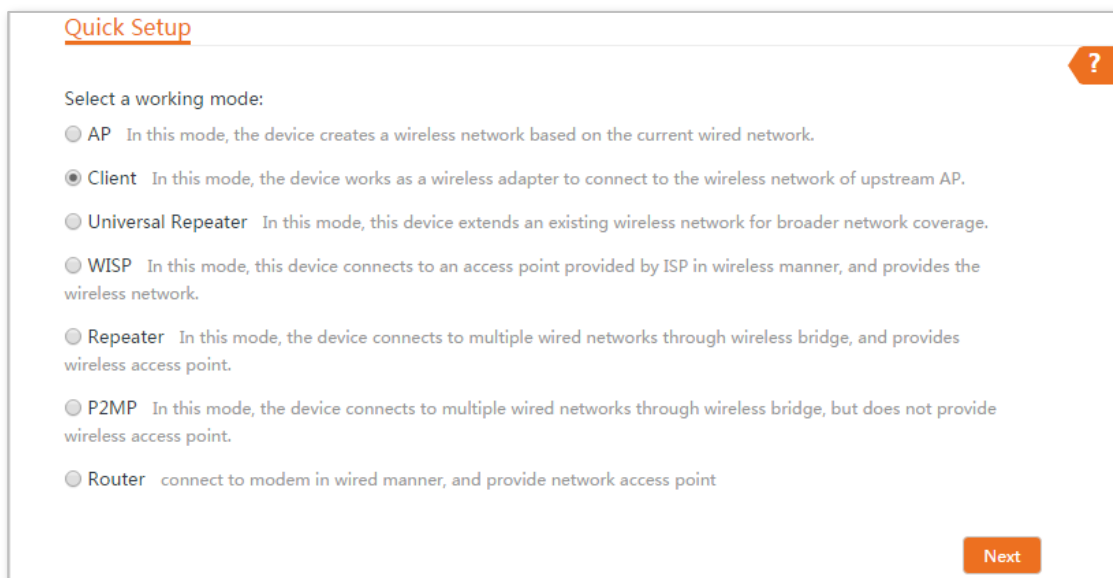 Quick Setup
?
Select a working mode:
AP In this mode, the device creates a wireless network based on the current wired network.
Client In this mode, the device works as a wireless adapter to connect to the wireless network of upstream AP.
Universal Repeater In this mode, this device extends an existing wireless network for broader network coverage.
WISP In this mode, this device connects to an access point provided by ISP in wireless manner, and provides the
wireless network.
Repeater In this mode, the device connects to multiple wired networks through wireless bridge, and provides
wireless access point.
P2MP In this mode, the device connects to multiple wired networks through wireless bridge, but does not provide
wireless access point.
Router connect to modem in wired manner, and provide network access point
Next